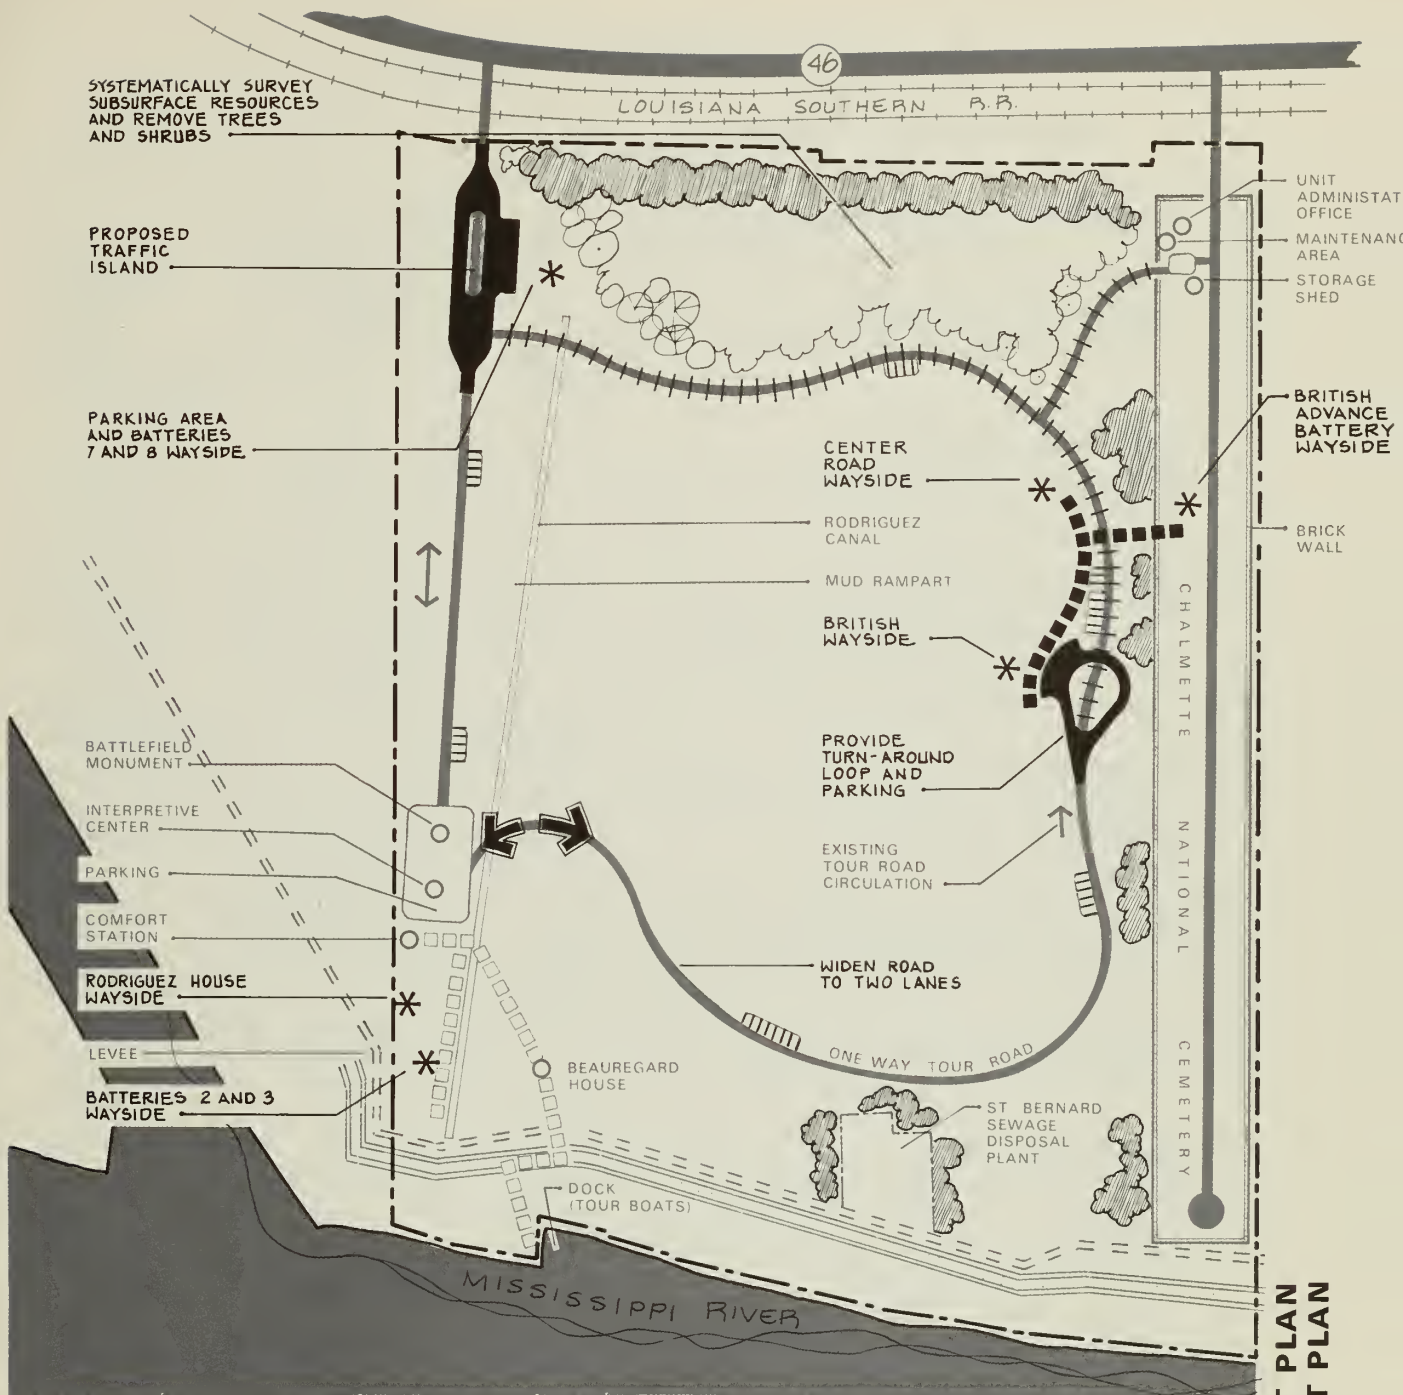 46
LOUISIANA SOUTHERN R.R.
SYSTEMATICALLY SURVEY
SUBSURFACE RESOURCES
AND REMOVE TREES
AND SHRUBS
UNIT
ADMINISTAT
OFFICE
MAINTENANC
AREA
STORAGE
SHED
PROPOSED
TRAFFIC
ISLAND
PARKING AREA
AND BATTERIES
7 AND 8 WAYSIDE
BRITISH
ADVANCE
BATTERY
WAYSIDE
CENTER
ROAD
WAYSIDE
RODRIGUEZ
CANAL
BRICK
WALL
MUD RAMPART
BRITISH
WAYSIDE
CHALMETTE NATIONAL CEMETERY
BATTLEFIELD
MONUMENT
PROVIDE
TURN-AROUND
LOOP AND
PARKING
INTERPRETIVE
CENTER
EXISTING
TOUR ROAD
CIRCULATION
PARKING
COMFORT
STATION
WIDEN ROAD
TO TWO LANES
RODRIGUEZ HOUSE
WAYSIDE
LEVEE
ONE WAY TOUR ROAD
BEAUREGARD
HOUSE
BATTERIES 2 AND 3
WAYSIDE
ST BERNARD
SEWAGE
DISPOSAL
PLANT
DOCK
(TOUR BOATS)
MISSISSIPPI RIVER
T PLAN
T PLAN